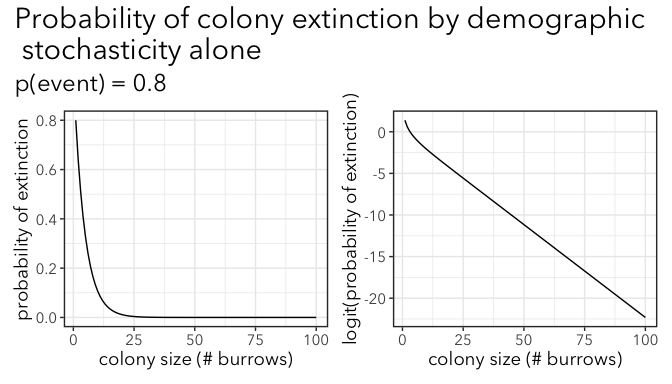 Probability of colony extinction by demographic
stochasticity alone
p(event) = 0.8
probability of extinction
0.8
0.6
0.4
0.2
0.0
0 25 50 75 100
colony size (# burrows)
logit(probability of extinction)
0
-5
-10
-15
-20
0 25 50 75 100
colony size (# burrows)